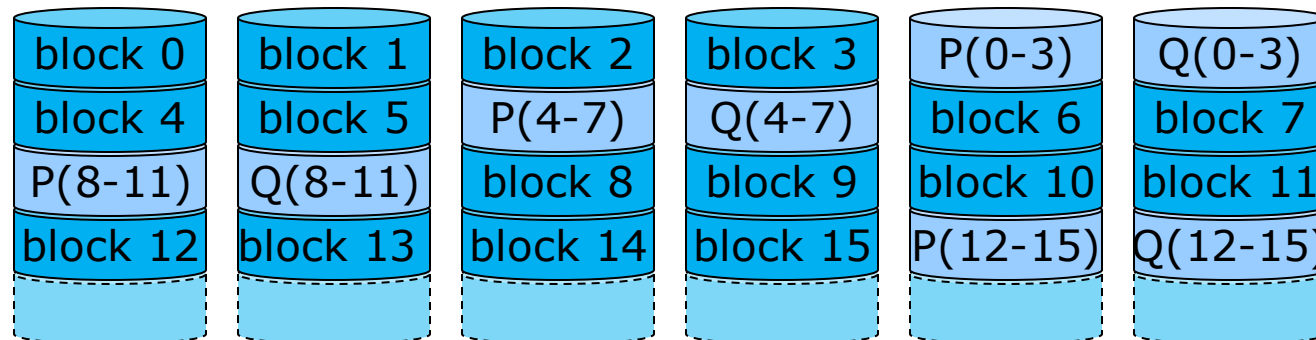 block 0 block 1 block 2 block 3 P(0-3) Q(0-3)
block 4 block 5 P(4-7) Q(4-7) block 6 block 7
P(8-11) Q(8-11) block 8 block 9 block 10 block 11
block 12 block 13 block 14 block 15 P(12-15) Q(12-15)